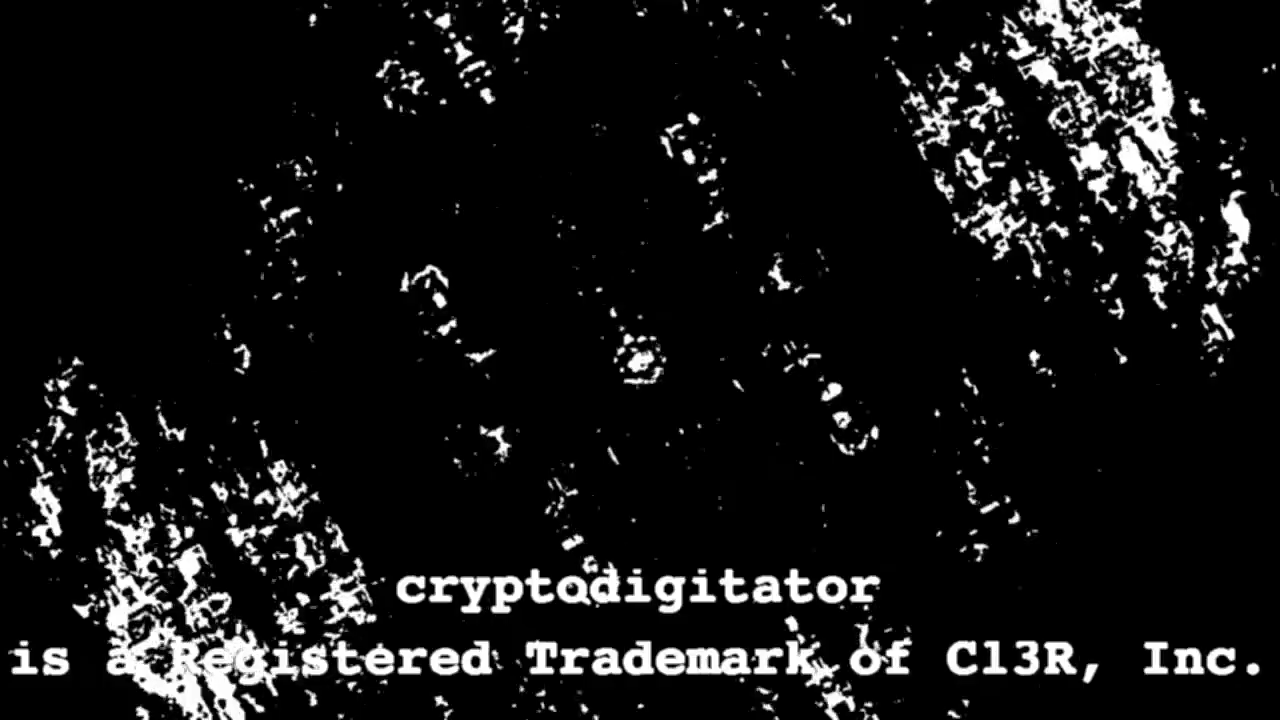 cryptodigitator
is a Registered Trademark of C13R, Inc.